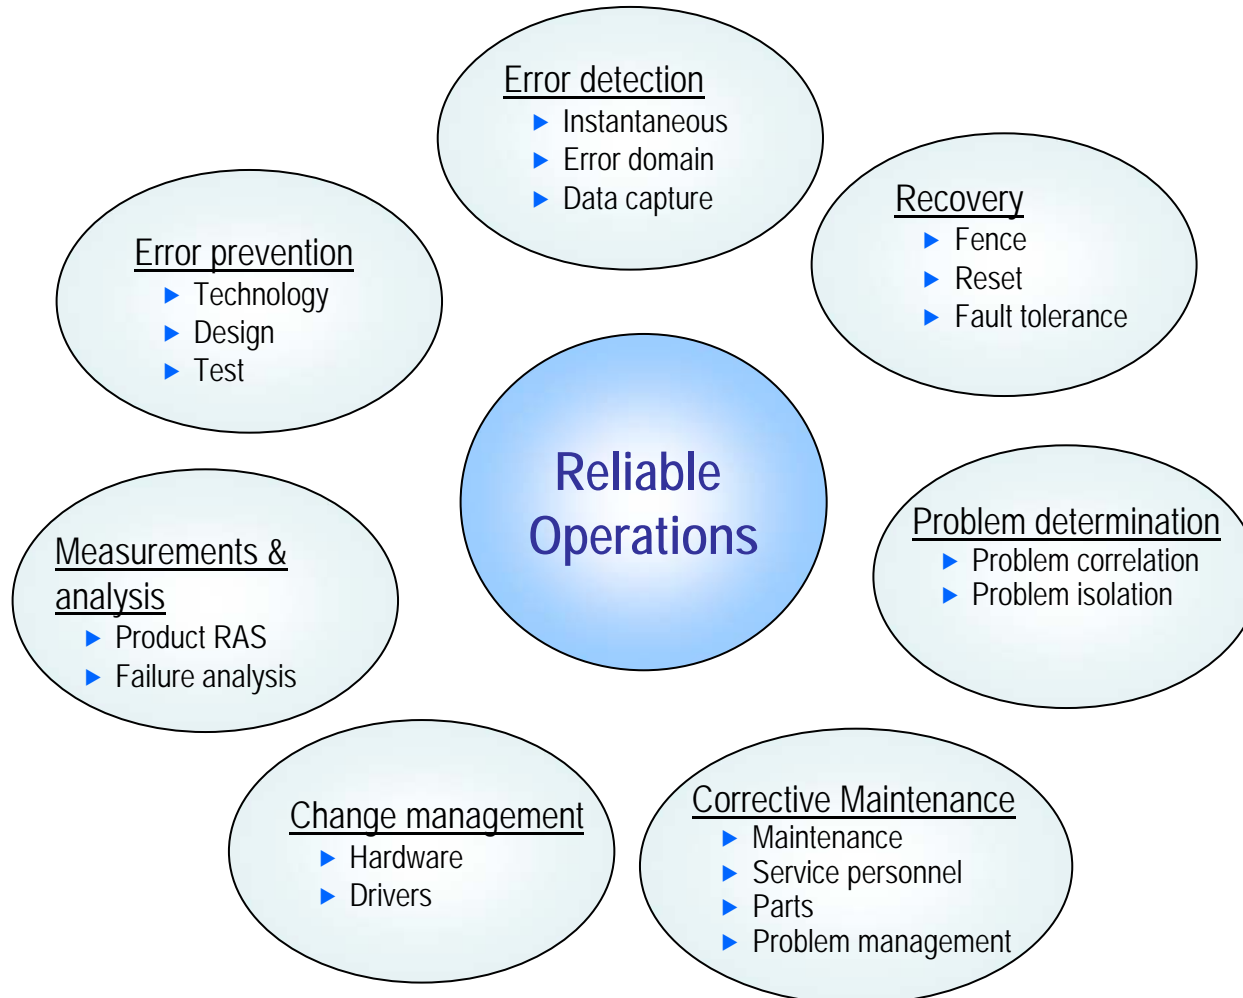 Error detection
Instantaneous
Error domain
Data capture
Recovery
Fence
Reset
Fault tolerance
Error prevention
Technology
Design
Test
Reliable
Operations
Problem determination
Problem correlation
Problem isolation
Measurements &
analysis
Product RAS
Failure analysis
Change management
Hardware
Drivers
Corrective Maintenance
Maintenance
Service personnel
Parts
Problem management